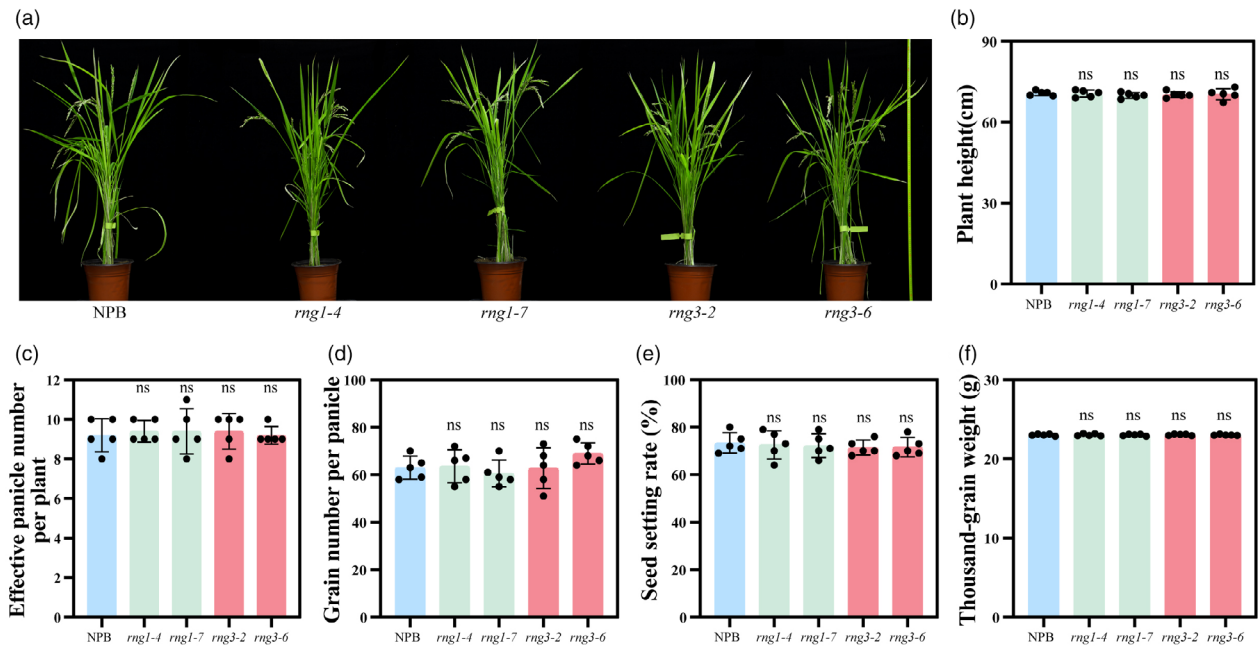 (a)
NPB
rng1-4
rng1-7
rng3-2
rng3-6
(b)
Plant height(cm)
90
60
30
0
ns
ns
ns
ns
NPB
rng1-4
rng1-7
rng3-2
rng3-6
(c)
Effective panicle number
per plant
12
10
8
6
4
2
0
ns
ns
ns
ns
NPB
rng1-4
rng1-7
rng3-2
rng3-6
(d)
Grain number per panicle
100
80
60
40
20
0
ns
ns
ns
ns
NPB
rng1-4
rng1-7
rng3-2
rng3-6
(e)
Seed setting rate (%)
100
80
60
40
20
0
ns
ns
ns
ns
NPB
rng1-4
rng1-7
rng3-2
rng3-6
(f)
Thousand-grain weight (g)
30
20
10
0
ns
ns
ns
ns
NPB
rng1-4
rng1-7
rng3-2
rng3-6